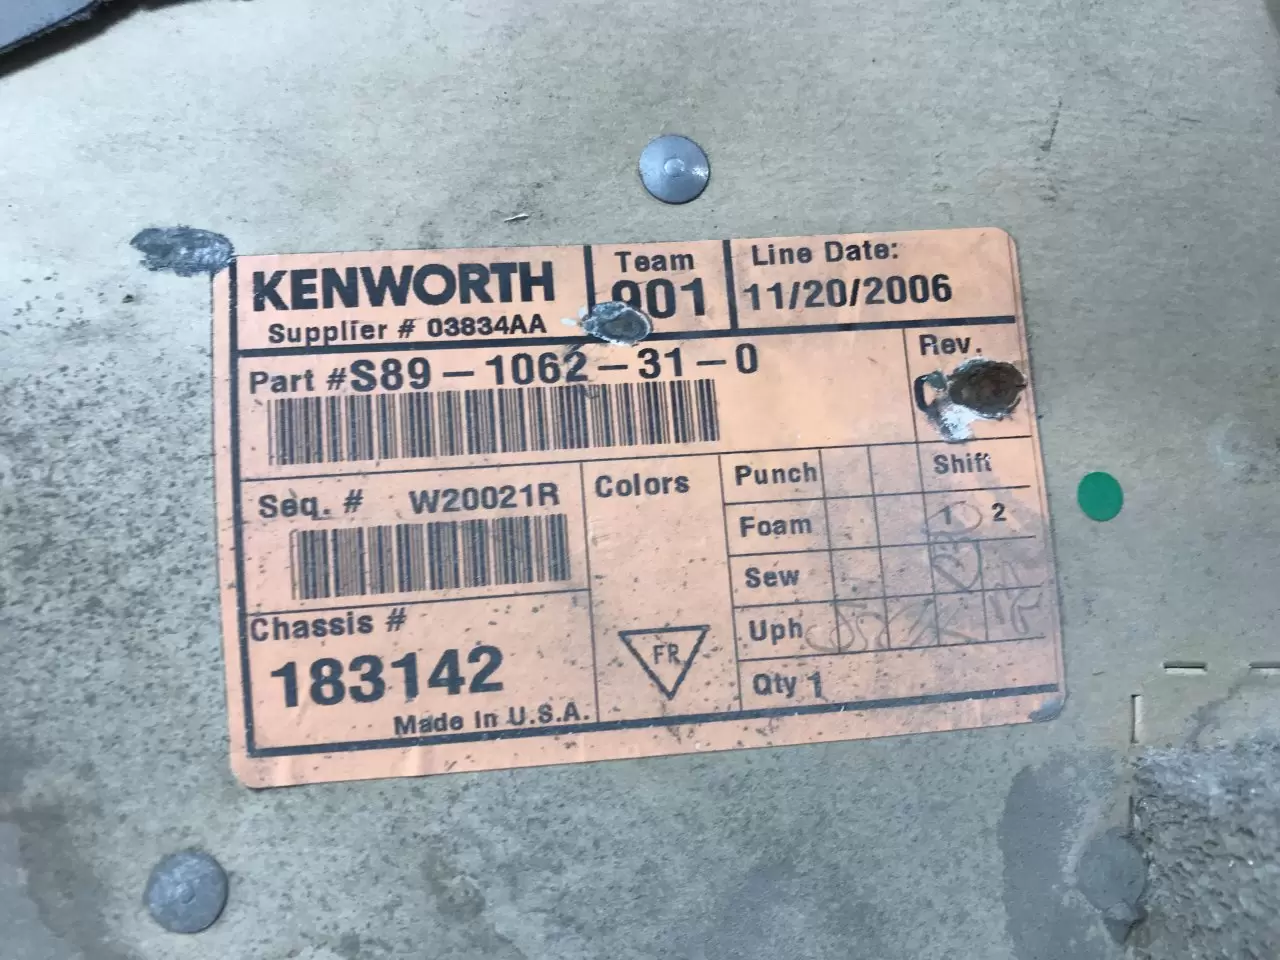 KENWORTH
Supplier # 03834AA
Team
901
Line Date:
11/20/2006
Part #S89-1062-31-0
Rev.
Seq. # W20021R
Colors
Punch
Shift
Foam
1 2
Sew
Uph
Qty 1
Chassis #
183142
FR
Made In U.S.A.